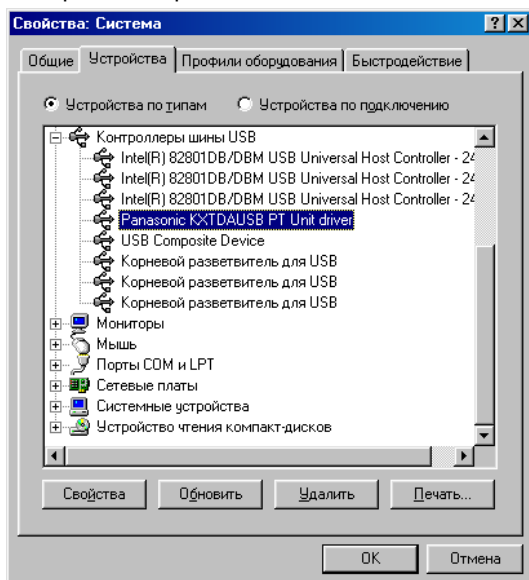 Свойства: Система
Общие Устройства Профили оборудования Быстродействие
Устройства по типам Устройства по подключению
Контроллеры шины USB
Intel(R) 82801DB/DBM USB Universal Host Controller - 24
Intel(R) 82801DB/DBM USB Universal Host Controller - 24
Intel(R) 82801DB/DBM USB Universal Host Controller - 24
Panasonic KXTDAUSB PT Unit driver
USB Composite Device
Корневой разветвитель для USB
Корневой разветвитель для USB
Корневой разветвитель для USB
Мониторы
Мышь
Порты COM и LPT
Сетевые платы
Системные устройства
Устройство чтения компакт-дисков
Свойства Обновить Удалить Печать...
OK Отмена